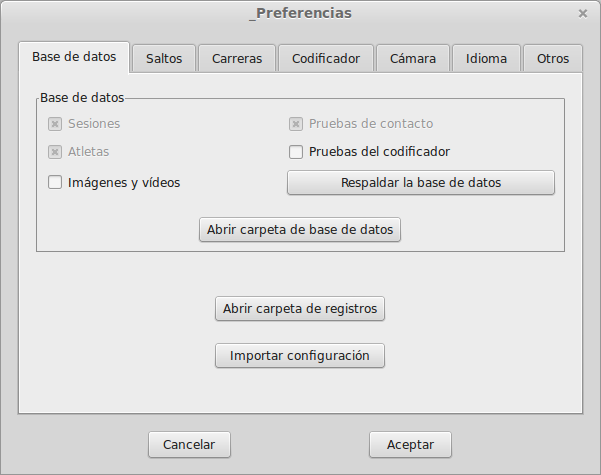 _Preferencias
Base de datos Saltos Carreras Codificador Cámara Idioma Otros
Base de datos
Sesiones Pruebas de contacto
Atletas Pruebas del codificador
Imágenes y vídeos Respaldar la base de datos
Abrir carpeta de base de datos
Abrir carpeta de registros
Importar configuración
Cancelar Aceptar